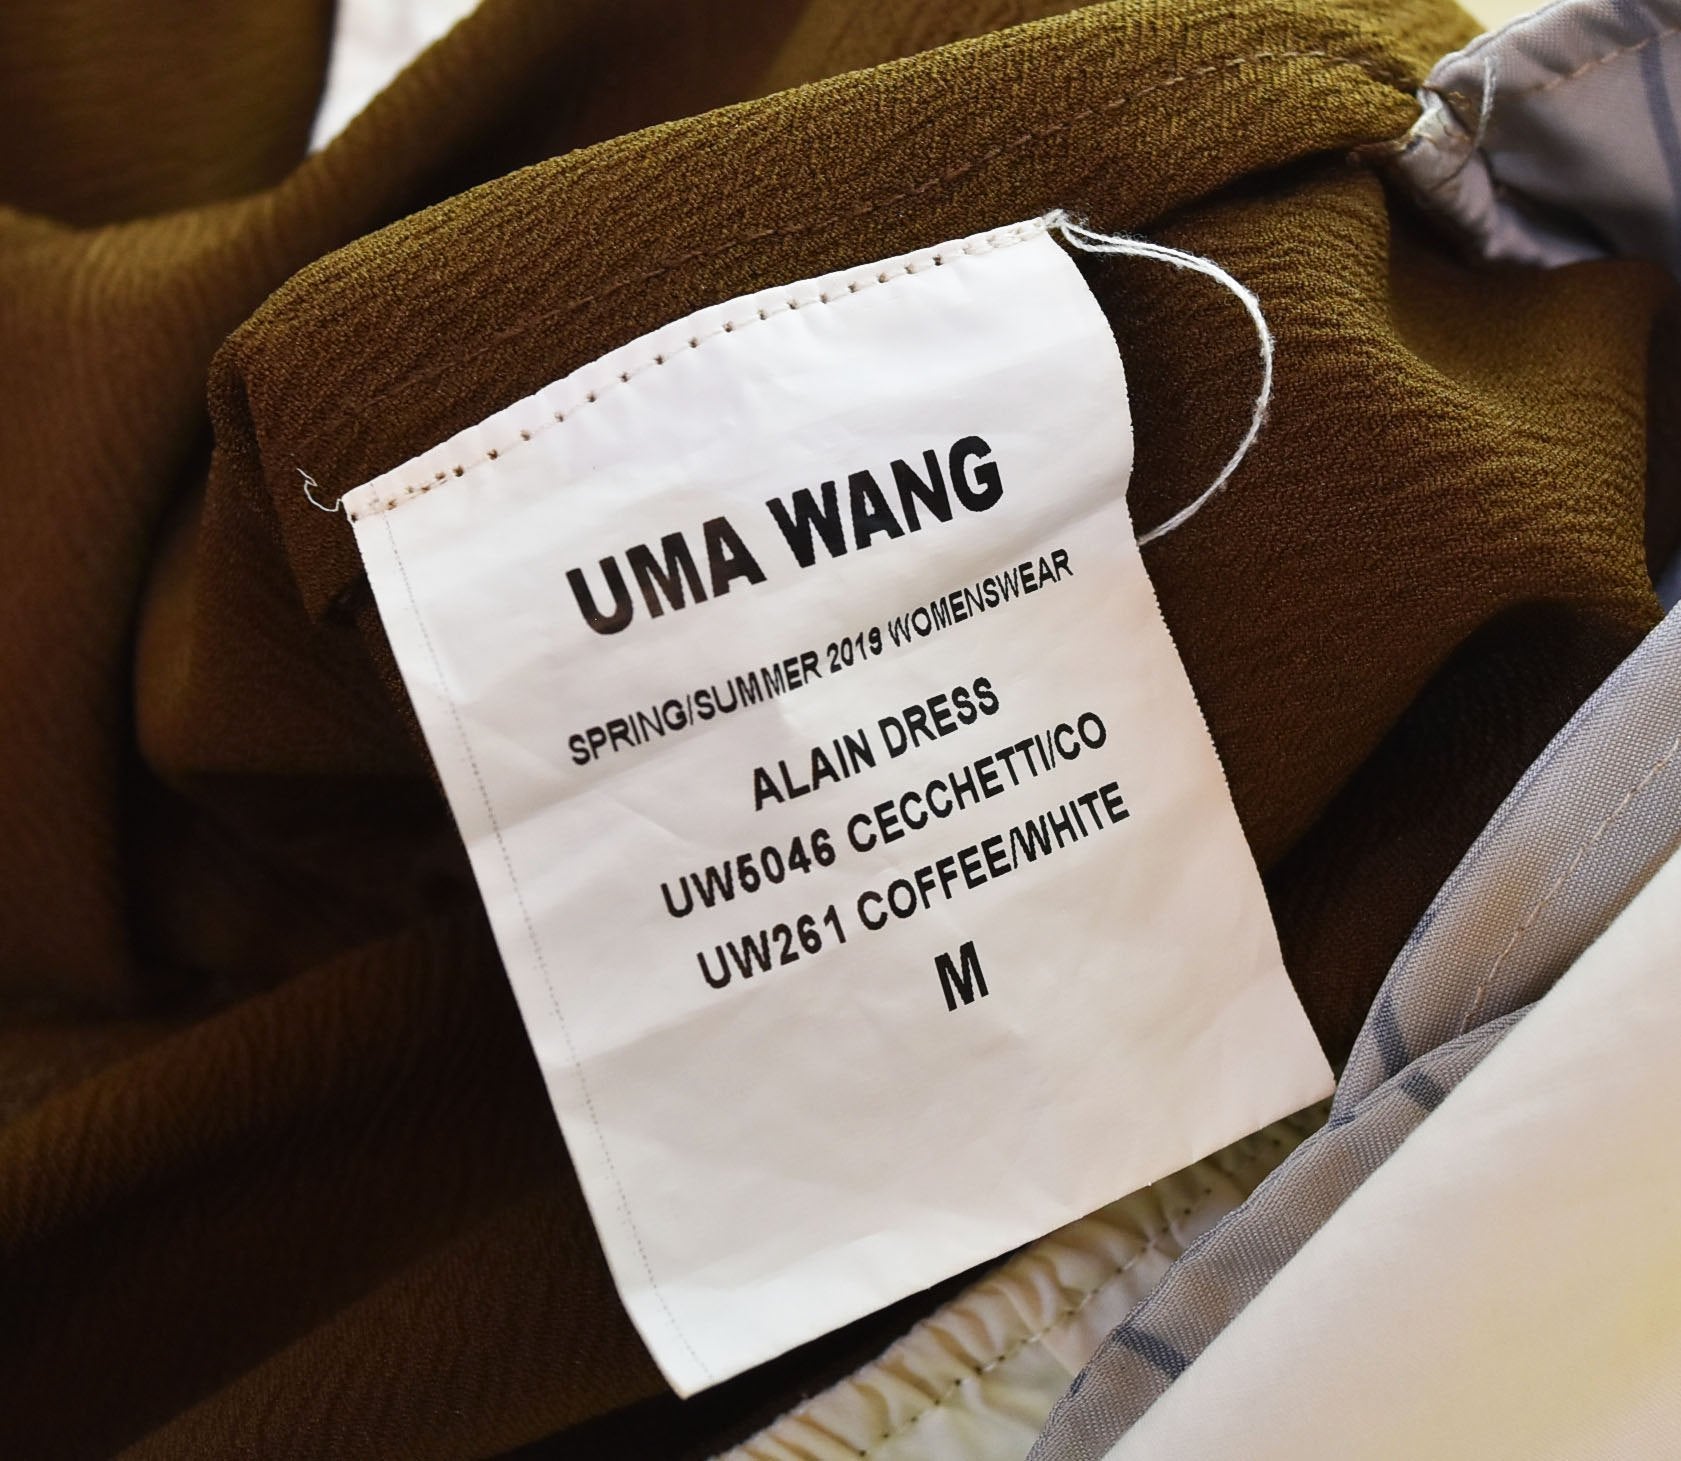 UMA WANG
SPRING/SUMMER 2019 WOMENSWEAR
ALAIN DRESS
UW5046 CECCHETTI/CO
UW261 COFFEE/WHITE
M